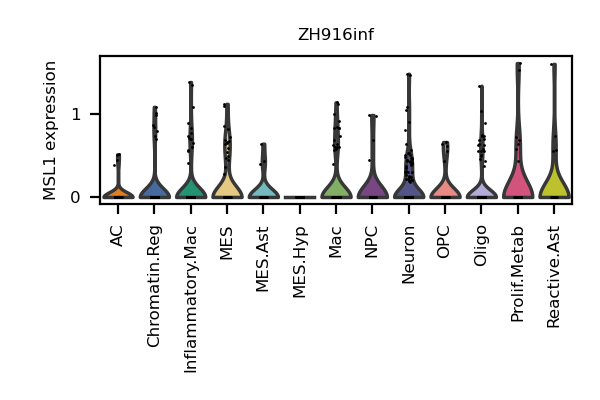 ZH916inf
MSL1 expression
1
0
AC
Chromatin.Reg
Inflammatory.Mac
MES
MES.Ast
MES.Hyp
Mac
NPC
Neuron
OPC
Oligo
Prolif.Metab
Reactive.Ast